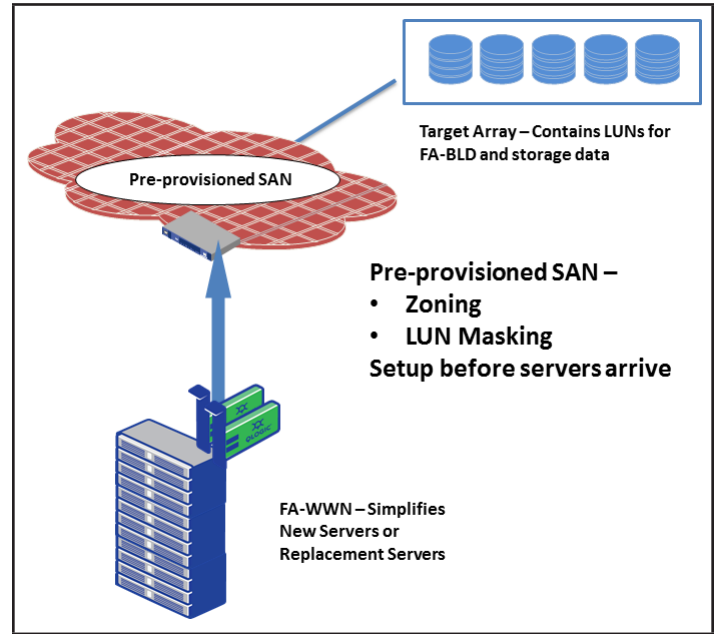 Target Array – Contains LUNs for
FA-BLD and storage data
Pre-provisioned SAN
Pre-provisioned SAN –
• Zoning
• LUN Masking
Setup before servers arrive
QLOGIC
FA-WWN – Simplifies
New Servers or
Replacement Servers